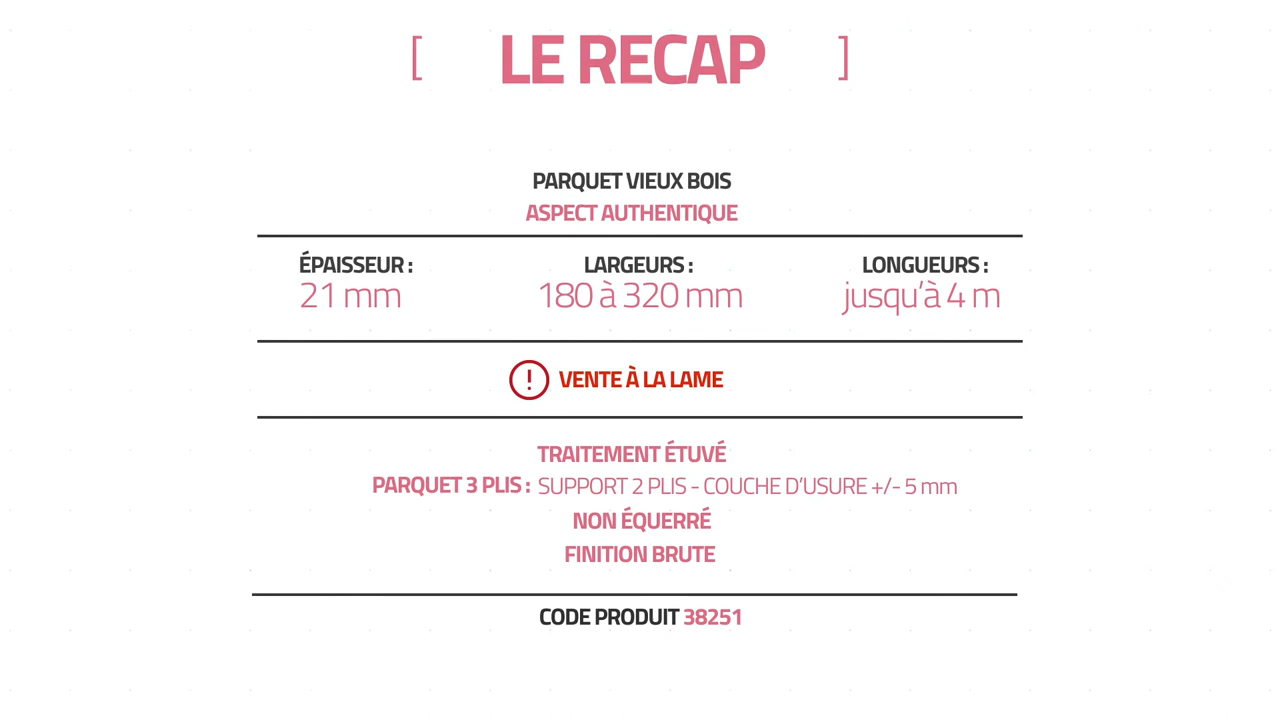 [ LE RECAP ]
PARQUET VIEUX BOIS
ASPECT AUTHENTIQUE
ÉPAISSEUR : LARGEURS : LONGUEURS :
21 mm 180 à 320 mm jusqu'à 4 m
! VENTE À LA LAME
TRAITEMENT ÉTUVÉ
PARQUET 3 PLIS : SUPPORT 2 PLIS - COUCHE D'USURE +/- 5 mm
NON ÉQUERRÉ
FINITION BRUTE
CODE PRODUIT 38251